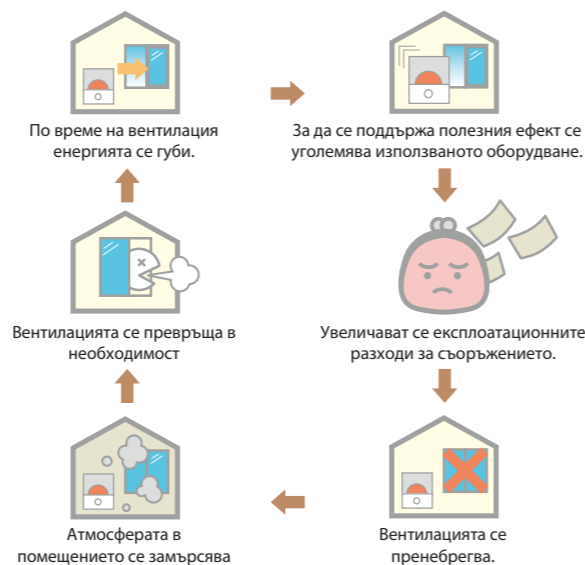 По време на вентилация
енергията се губи.
За да се поддържа полезния ефект се
уголемява използваното оборудване.
Увеличават се експлоатационните
разходи за съоръжението.
Вентилацията се
пренебрегва.
Атмосферата в
помещението се замърсява
Вентилацията се превръща в
необходимост